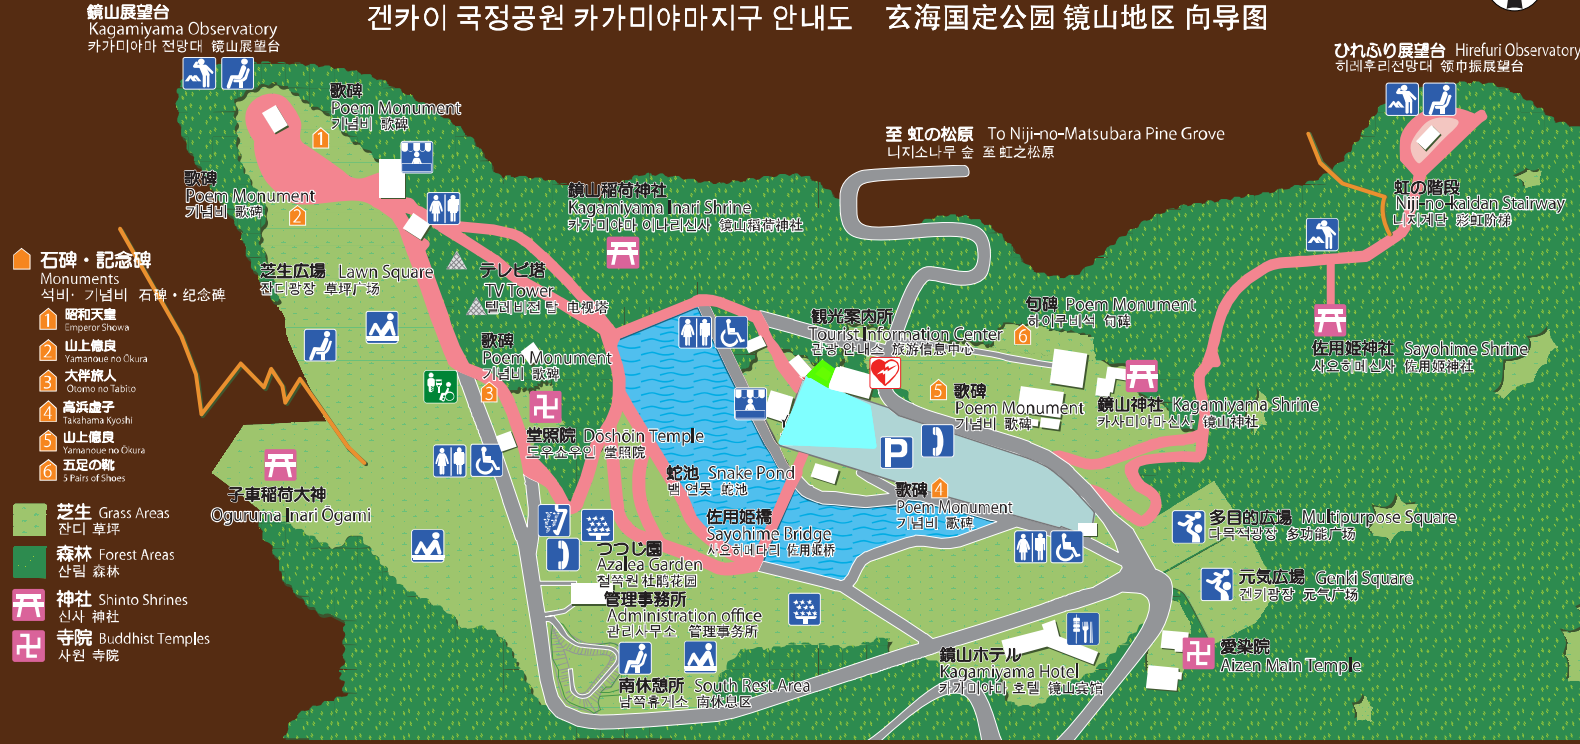 겐카이 국정공원 카가미야마지구 안내도 玄海国定公园 镜山地区 向导图
鏡山展望台
Kagamiyama Observatory
카가미야마 전망대 镜山展望台
ひれふり展望台 Hirefuri Observatory
히레후리전망대 领巾振展望台
歌碑
Poem Monument
기념비 歌碑
1
至 虹の松原 To Niji-no-Matsubara Pine Grove
니지소나무 숲 至 虹之松原
歌碑
Poem Monument
기념비 歌碑
2
鏡山稲荷神社
Kagamiyama Inari Shrine
카가미야마 이나리신사 镜山稻荷神社
虹の階段
Niji-no-kaidan Stairway
니지계단 彩虹阶梯
石碑・記念碑
Monuments
석비· 기념비 石碑・纪念碑
1 昭和天皇
Emperor Showa
2 山上億良
Yamanoue no Okura
3 大伴旅人
Otomo no Tabito
4 高浜虚子
Takahama Kyoshi
5 山上億良
Yamanoue no Okura
6 五足の靴
5 Pairs of Shoes
芝生広場 Lawn Square
잔디광장 草坪广场
テレビ塔
TV Tower
텔레비전 탑 电视塔
観光案内所
Tourist Information Center
관광 안내소 旅游信息中心
句碑 Poem Monument
하이쿠비석 句碑
6
歌碑
Poem Monument
기념비 歌碑
3
佐用姫神社 Sayohime Shrine
사요히메신사 佐用姬神社
5
歌碑
Poem Monument
기념비 歌碑
鏡山神社 Kagamiyama Shrine
카사미야마신사 镜山神社
堂照院 Dōshōin Temple
도우쇼우인 堂照院
P
蛇池 Snake Pond
뱀 연못 蛇池
子車稲荷大神
Oguruma Inari Ōgami
歌碑
4
Poem Monument
기념비 歌碑
佐用姫橋
Sayohime Bridge
사요히메다리 佐用姬桥
7
芝生 Grass Areas
잔디 草坪
森林 Forest Areas
산림 森林
神社 Shinto Shrines
신사 神社
寺院 Buddhist Temples
사원 寺院
多目的広場 Multipurpose Square
다목적광장 多功能广场
つつじ園
Azalea Garden
철쭉원 杜鹃花园
元気広場 Genki Square
겐키광장 元气广场
管理事務所
Administration office
관리사무소 管理事务所
愛染院
Aizen Main Temple
鏡山ホテル
Kagamiyama Hotel
카가미야마 호텔 镜山宾馆
南休憩所 South Rest Area
남쪽휴게소 南休息区